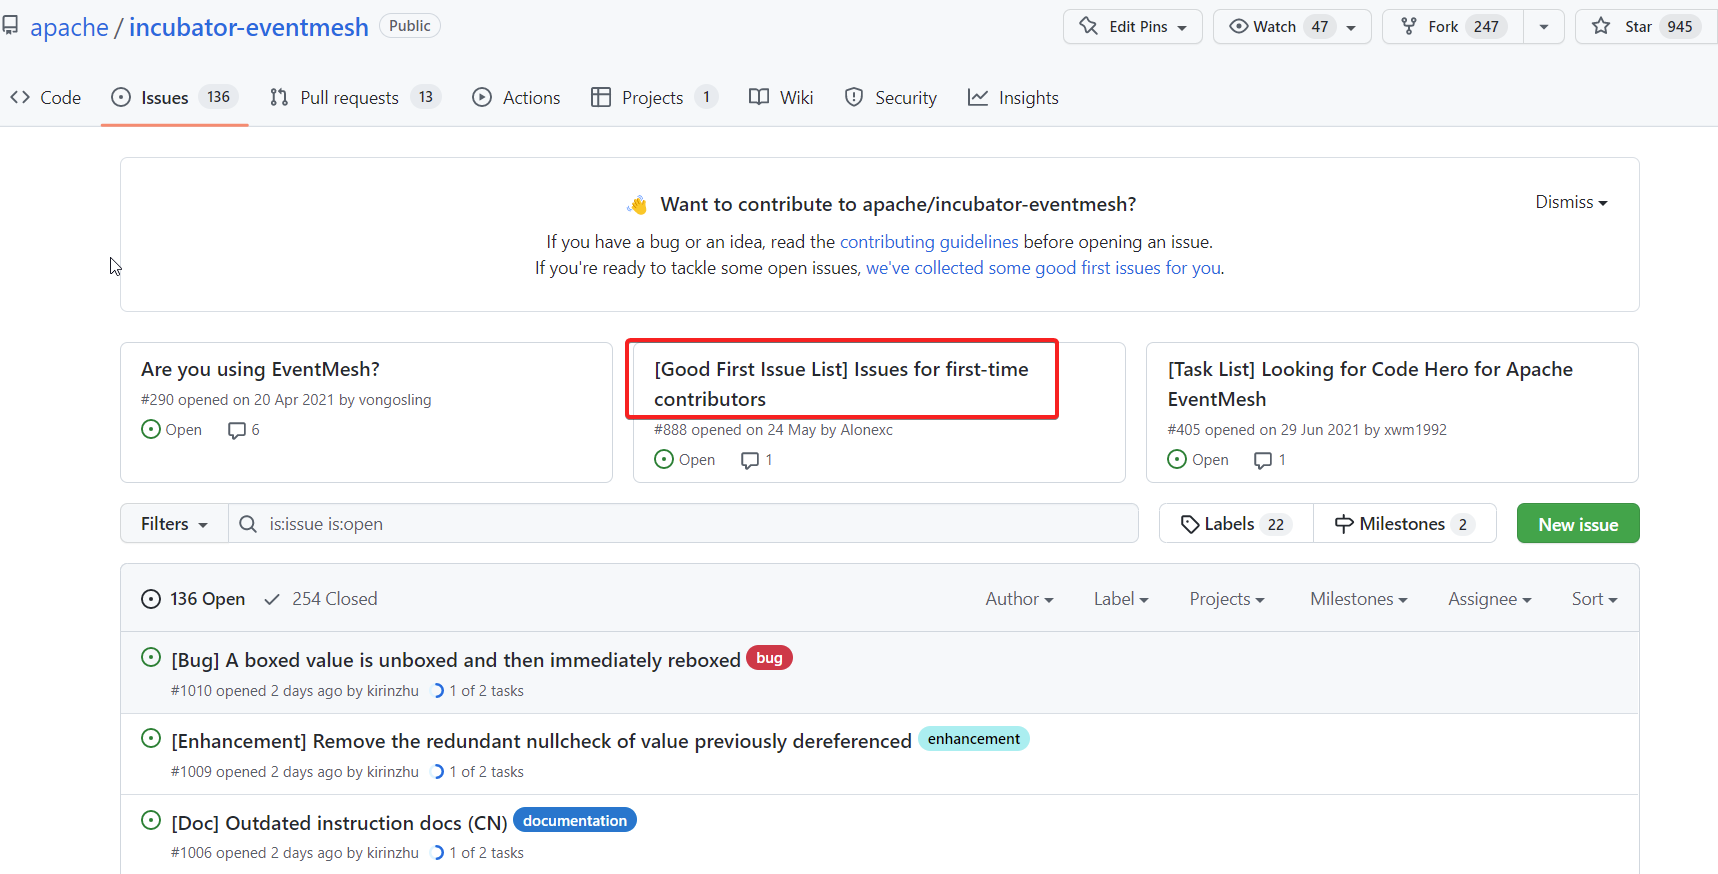 apache / incubator-eventmesh Public
Edit Pins Watch 47 Fork 247 Star 945
Code Issues 136 Pull requests 13 Actions Projects 1 Wiki Security Insights
Want to contribute to apache/incubator-eventmesh?
Dismiss
If you have a bug or an idea, read the contributing guidelines before opening an issue.
If you're ready to tackle some open issues, we've collected some good first issues for you.
Are you using EventMesh?
#290 opened on 20 Apr 2021 by vongosling
Open 6
[Good First Issue List] Issues for first-time
contributors
#888 opened on 24 May by Alonexc
Open 1
[Task List] Looking for Code Hero for Apache
EventMesh
#405 opened on 29 Jun 2021 by xwm1992
Open 1
Filters is:issue is:open Labels 22 Milestones 2 New issue
136 Open 254 Closed Author Label Projects Milestones Assignee Sort
[Bug] A boxed value is unboxed and then immediately reboxed bug
#1010 opened 2 days ago by kirinzhu 1 of 2 tasks
[Enhancement] Remove the redundant nullcheck of value previously dereferenced enhancement
#1009 opened 2 days ago by kirinzhu 1 of 2 tasks
[Doc] Outdated instruction docs (CN) documentation
#1006 opened 2 days ago by kirinzhu 1 of 2 tasks